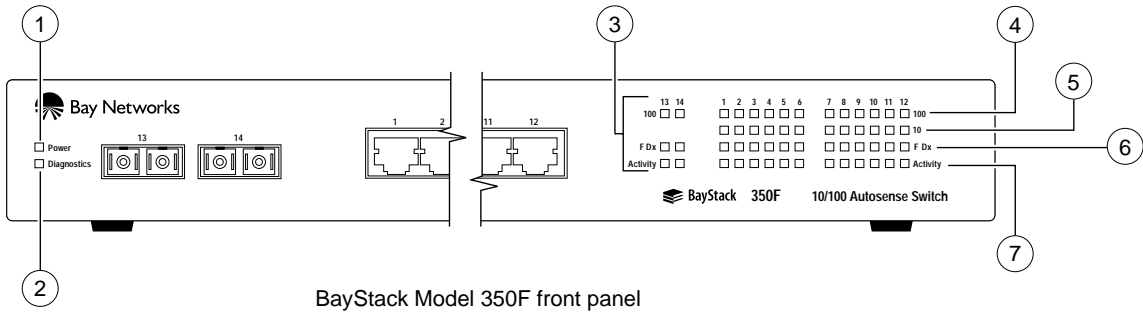 1
3
4
5
6
7
2
Bay Networks
Power
Diagnostics
13 14
1 2 11 12
13 14 1 2 3 4 5 6 7 8 9 10 11 12
100 100
10
F Dx F Dx
Activity Activity
BayStack 350F 10/100 Autosense Switch
BayStack Model 350F front panel